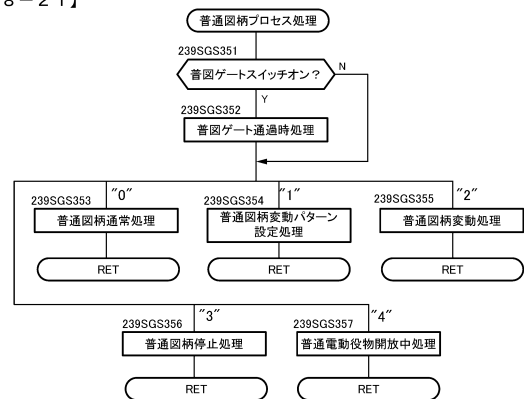 ８－２１】
普通図柄プロセス処理
239SGS351
普図ゲートスイッチオン？
N
Y
239SGS352
普図ゲート通過時処理
"0"
239SGS353
普通図柄通常処理
RET
"1"
239SGS354
普通図柄変動パターン
設定処理
RET
"2"
239SGS355
普通図柄変動処理
RET
"3"
239SGS356
普通図柄停止処理
RET
"4"
239SGS357
普通電動役物開放中処理
RET